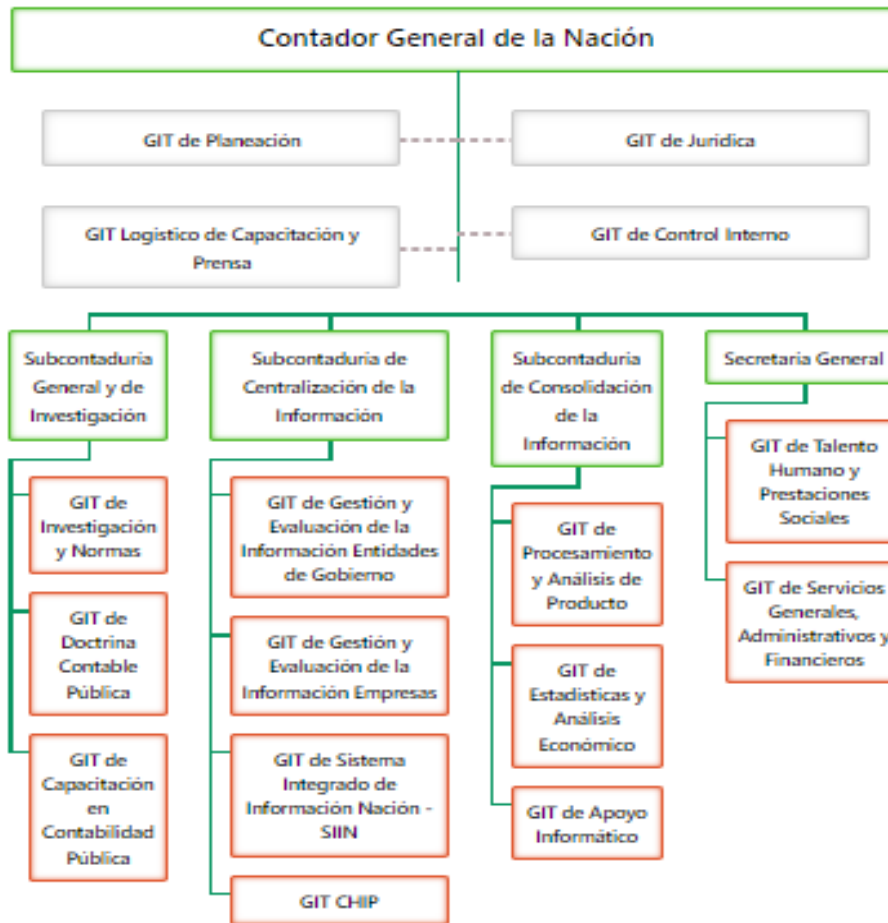 Contador General de la Nación
GIT de Planeación
GIT de Jurídica
GIT Logístico de Capacitación y
Prensa
GIT de Control Interno
Subcontaduría
General y de
Investigación
GIT de
Investigación
y Normas
GIT de
Doctrina
Contable
Pública
GIT de
Capacitación
en
Contabilidad
Pública
Subcontaduría de
Centralización de la
Información
GIT de Gestión y
Evaluación de la
Información Entidades
de Gobierno
GIT de Gestión y
Evaluación de la
Información Empresas
GIT de Sistema
Integrado de
Información Nación -
SIIN
GIT CHIP
Subcontaduría
de Consolidación
de la
Información
GIT de
Procesamiento
y Análisis de
Producto
GIT de
Estadísticas y
Análisis
Económico
GIT de Apoyo
Informático
Secretaria General
GIT de Talento
Humano y
Prestaciones
Sociales
GIT de Servicios
Generales,
Administrativos y
Financieros